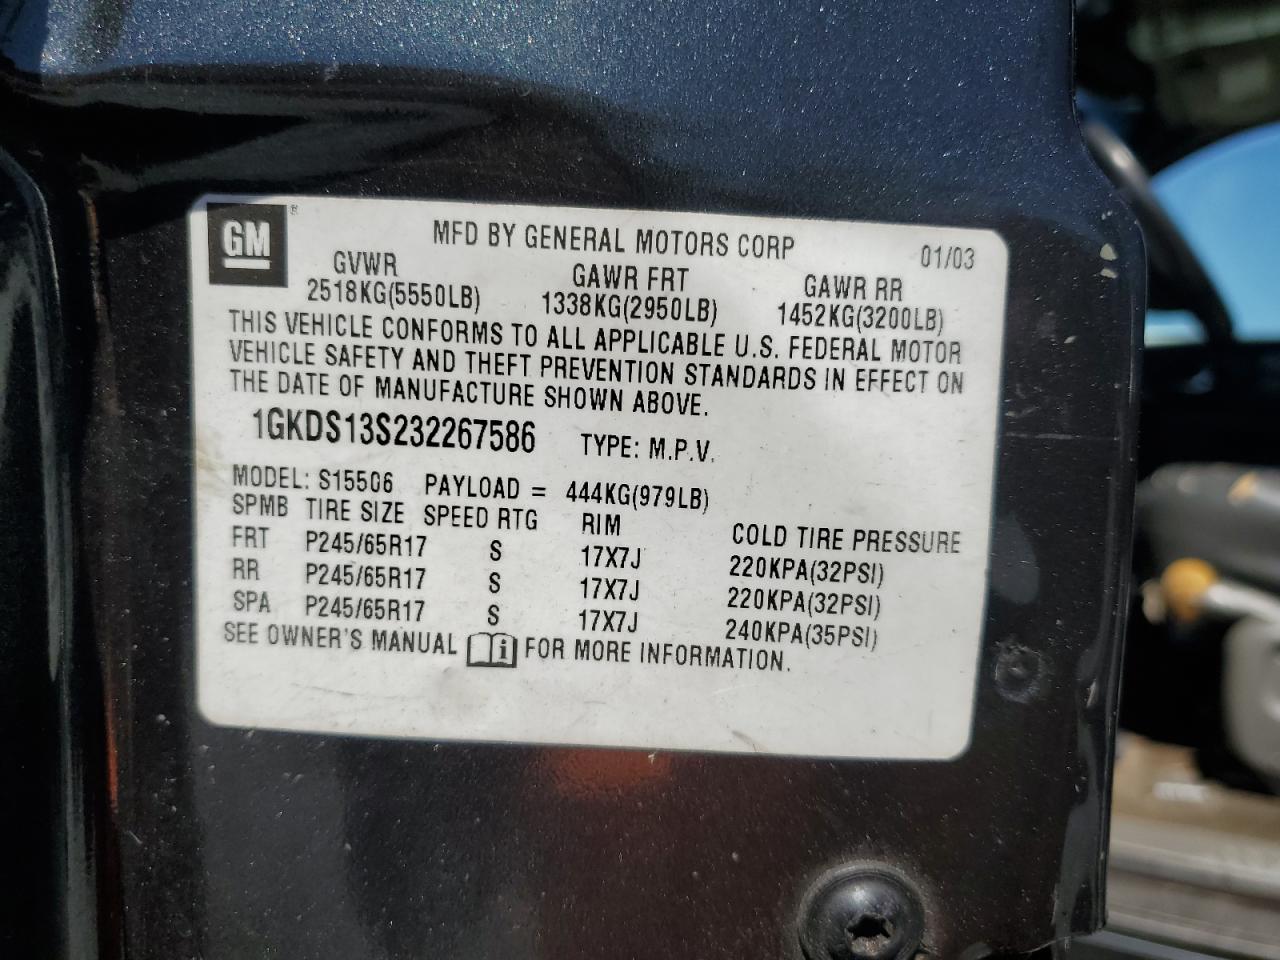 GM ® MFD BY GENERAL MOTORS CORP 01/03
GVWR GAWR FRT GAWR RR
2518KG(5550LB) 1338KG(2950LB) 1452KG(3200LB)
THIS VEHICLE CONFORMS TO ALL APPLICABLE U.S. FEDERAL MOTOR
VEHICLE SAFETY AND THEFT PREVENTION STANDARDS IN EFFECT ON
THE DATE OF MANUFACTURE SHOWN ABOVE.
1GKDS13S232267586 TYPE: M.P.V.
MODEL: S15506 PAYLOAD = 444KG(979LB)
SPMB TIRE SIZE SPEED RTG RIM COLD TIRE PRESSURE
FRT P245/65R17 S 17X7J 220KPA(32PSI)
RR P245/65R17 S 17X7J 220KPA(32PSI)
SPA P245/65R17 S 17X7J 240KPA(35PSI)
SEE OWNER'S MANUAL i FOR MORE INFORMATION.